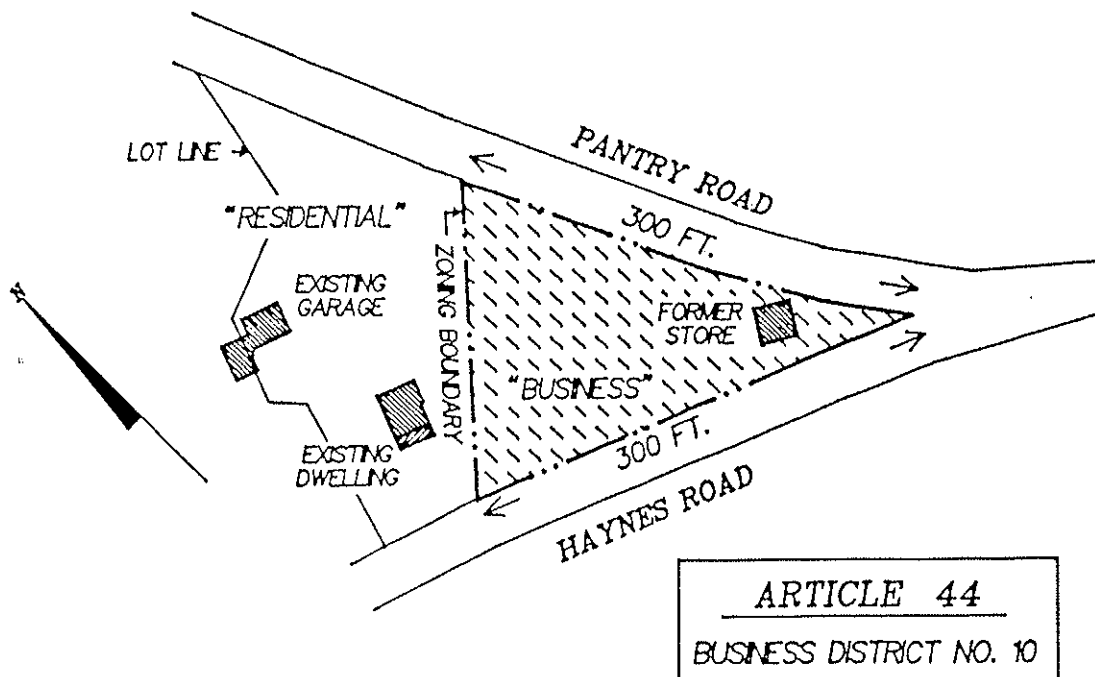 PANTRY ROAD
LOT LINE
"RESIDENTIAL"
300 FT.
N
EXISTING
GARAGE
ZONING BOUNDARY
FORMER
STORE
"BUSINESS"
EXISTING
DWELLING
300 FT.
HAYNES ROAD
ARTICLE 44
BUSINESS DISTRICT NO. 10